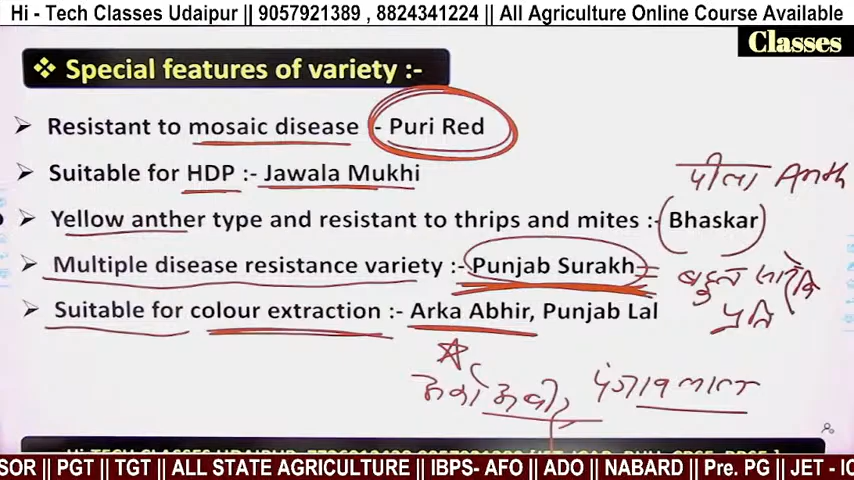 Hi - Tech Classes Udaipur || 9057921389 , 8824341224 || All Agriculture Online Course Available
Classes
❖ Special features of variety :-
➢ Resistant to mosaic disease :- Puri Red
➢ Suitable for HDP :- Jawala Mukhi
पीला Anth
➢ Yellow anther type and resistant to thrips and mites :- Bhaskar
➢ Multiple disease resistance variety :- Punjab Surakh
➢ Suitable for colour extraction :- Arka Abhir, Punjab Lal
प्रति
पंजाब लाल
SOR || PGT || TGT || ALL STATE AGRICULTURE || IBPS- AFO || ADO || NABARD || Pre. PG || JET - IC